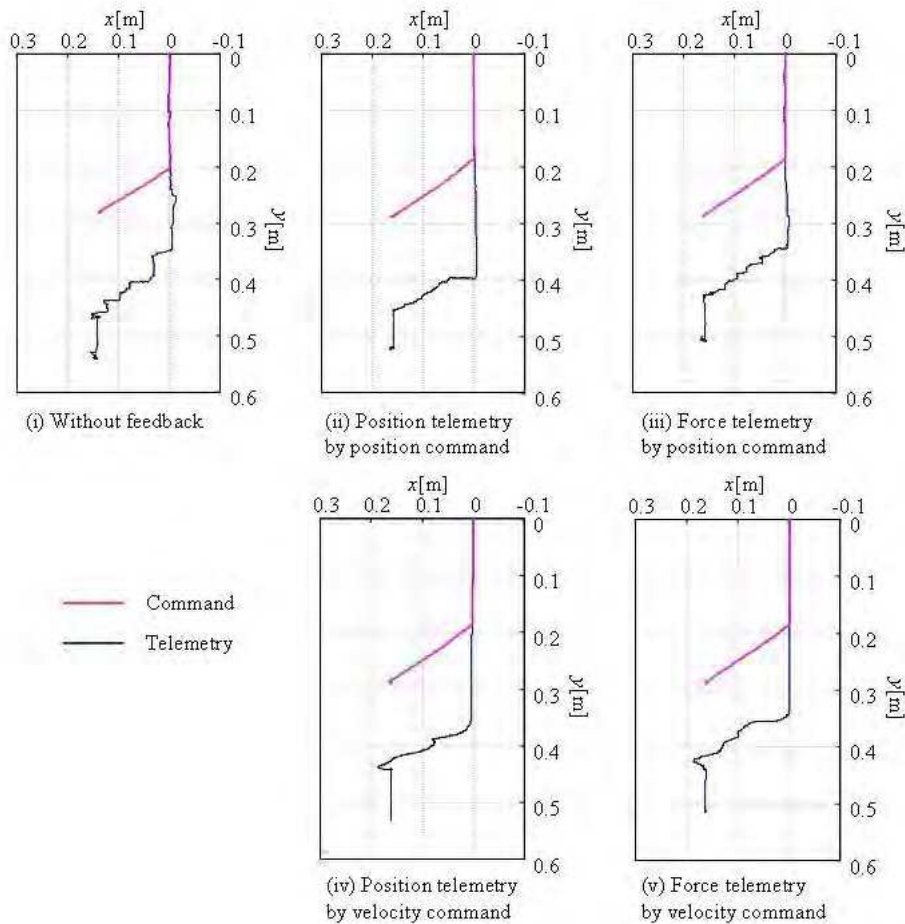 x[m] x[m] x[m]
0.3 0.2 0.1 0 -0.1 0.3 0.2 0.1 0 -0.1 0.3 0.2 0.1 0 -0.1
0 0 0
0.1 0.1 0.1
0.2 0.2 0.2
y[m] y[m] y[m]
0.3 0.3 0.3
0.4 0.4 0.4
0.5 0.5 0.5
0.6 0.6 0.6
(i) Without feedback
(ii) Position telemetry
by position command
(iii) Force telemetry
by position command
x[m] x[m]
0.3 0.2 0.1 0 -0.1 0.3 0.2 0.1 0 -0.1
0 0
0.1 0.1
0.2 0.2
y[m] y[m]
0.3 0.3
0.4 0.4
0.5 0.5
0.6 0.6
Command
Telemetry
(iv) Position telemetry
by velocity command
(v) Force telemetry
by velocity command